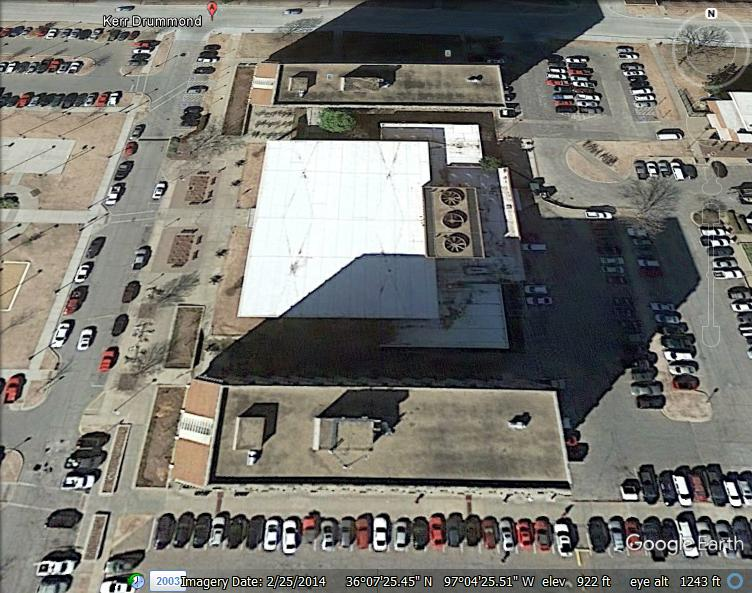 N
A
Kerr Drummond
Google Earth
2003
Imagery Date: 2/25/2014 36°07'25.45" N 97°04'25.51" W elev 922 ft eye alt 1243 ft